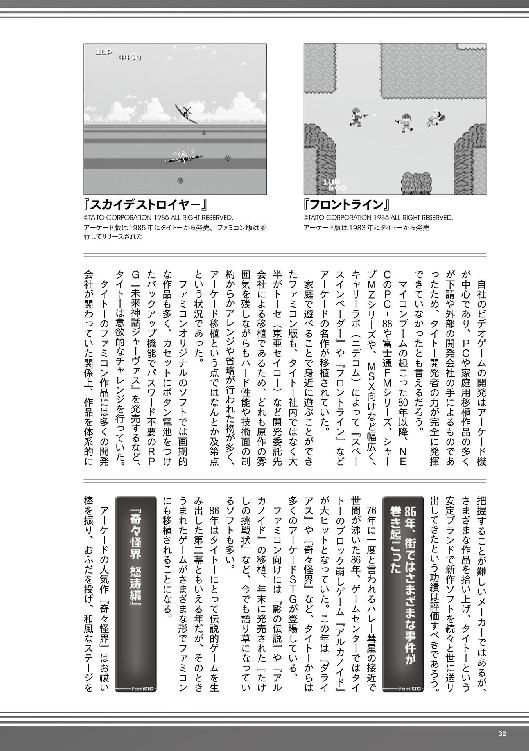 『フロントライン』
©TAITO CORPORATION 1985 ALL RIGHT RESERVED.
アーケード版は1982年にタイトーから発売
『スカイデストロイヤー』
©TAITO CORPORATION 1985 ALL RIGHT RESERVED.
アーケード版は1985年にタイトーから発売、ファミコン版は並
行してリリースされた
自社のビデオゲームの開発はアーケード機
が中心であり、PCや家庭用移植作品の多く
が下請や外部の開発会社の手によるものであ
ったため、タイトー開発者の力が完全に発揮
できていなかったとも言えるだろう。
マイコンブームの起こった80年以降、NE
CのPC-88や富士通FMシリーズ、シャー
プMZシリーズや、MSX向けなど幅広く、
キャリーラボ(ニデコム)によって『スペー
スインベーダー』や『フロントライン』など
アーケードの名作が移植されていた。
家庭で遊べることで身近に遊ぶことができ
たファミコン版も、タイトー社内ではなく大
半がトーセ(東亜セイコー)など開発委託先
会社による移植であるため、どれも原作の雰
囲気を残しながらもハード性能や技術面の制
約からかアレンジや省略が行われた物が多く、
アーケード移植という点ではなんとか及第点
という状況であった。
ファミコンオリジナルのソフトでは画期的
な作品も多く、カセットにボタン電池をつけ
たバックアップ機能でパスワード不要のRP
G『未来神話ジャーヴァス』を発売するなど、
タイトーは意欲的なチャレンジを行っていた。
タイトーのファミコン作品には多くの開発
会社が関わっていた関係上、作品を体系的に
把握することが難しいメーカーではあるが、
さまざまな作品を拾い上げ、タイトーという
安定ブランドで新作ソフトを続々と世に送り
出してきたという功績は評価すべきであろう。
86年、街ではさまざまな事件が
巻き起こった
76年に一度と言われるハレー彗星の接近で
世間が沸いた86年、ゲームセンターではタイ
トーのブロック崩しゲーム『アルカノイド』
が大ヒットとなっていた。この年は『ダライ
アス』や『奇々怪界』など、タイトーからは
多くのアーケードSTGが登場している。
ファミコン向けには、『影の伝説』や『アル
カノイド』の移植、年末に発売された『たけ
しの挑戦状』など、今でも語り草になってい
るソフトも多い。
86年はタイトーにとって伝説的ゲームを生
み出した第二幕ともいえる年だが、そのとき
うまれたゲームがさまざまな形でファミコン
にも移植されることになる。
『奇々怪界 怒涛編』
アーケードの人気作『奇々怪界』はお祓い
棒を振り、おふだを投げ、和風なステージを
32